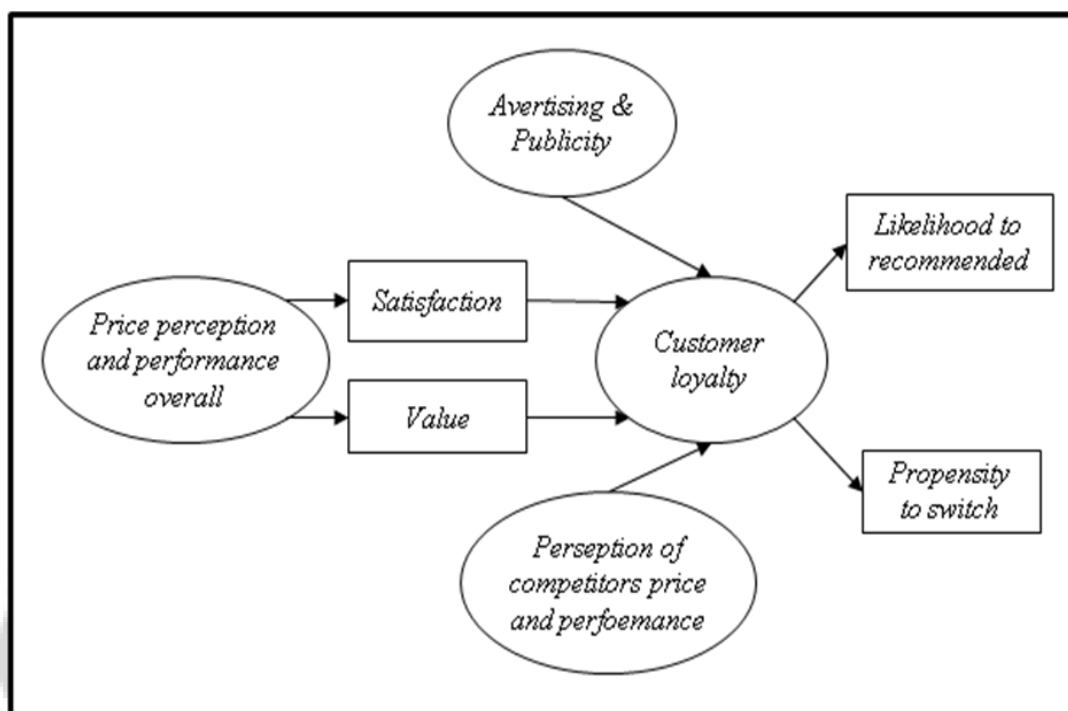 Avertising &
Publicity
Likelihood to
recommended
Satisfaction
Price perception
and performance
overall
Customer
loyalty
Value
Propensity
to switch
Perseption of
competitors price
and perfoemance